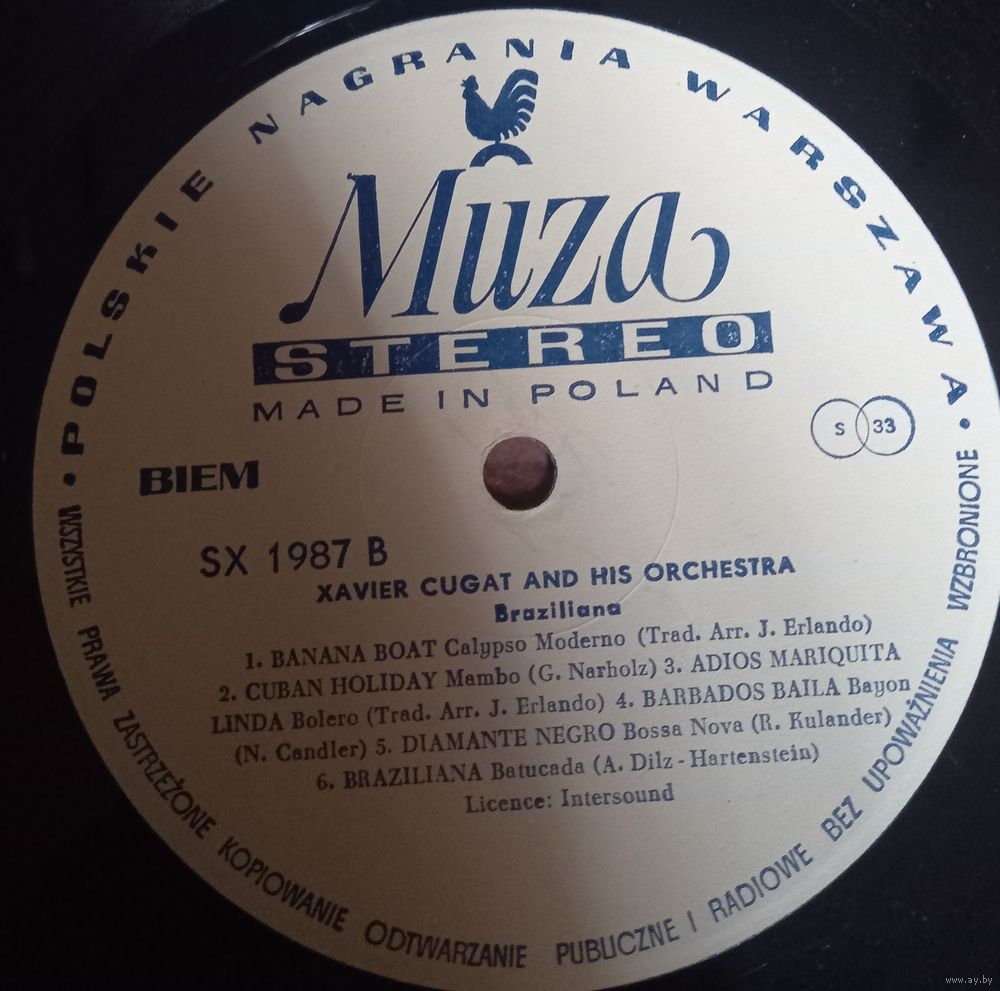 • POLSKIE NAGRANIA WARSZAWA •
Muza
STEREO
MADE IN POLAND
S 33
BIEM
SX 1987 B
XAVIER CUGAT AND HIS ORCHESTRA
Braziliana
1. BANANA BOAT Calypso Moderno (Trad. Arr. J. Erlando)
2. CUBAN HOLIDAY Mambo (G. Narholz) 3. ADIOS MARIQUITA
LINDA Bolero (Trad. Arr. J. Erlando) 4. BARBADOS BAILA Bayon
(N. Candler) 5. DIAMANTE NEGRO Bossa Nova (R. Kulander)
6. BRAZILIANA Batucada (A. Dilz - Hartenstein)
Licence: Intersound
WSZYSTKIE PRAWA ZASTRZEŻONE KOPIOWANIE ODTWARZANIE PUBLICZNE I RADIOWE BEZ UPOWAŻNIENIA WZBRONIONE
www.ay.by